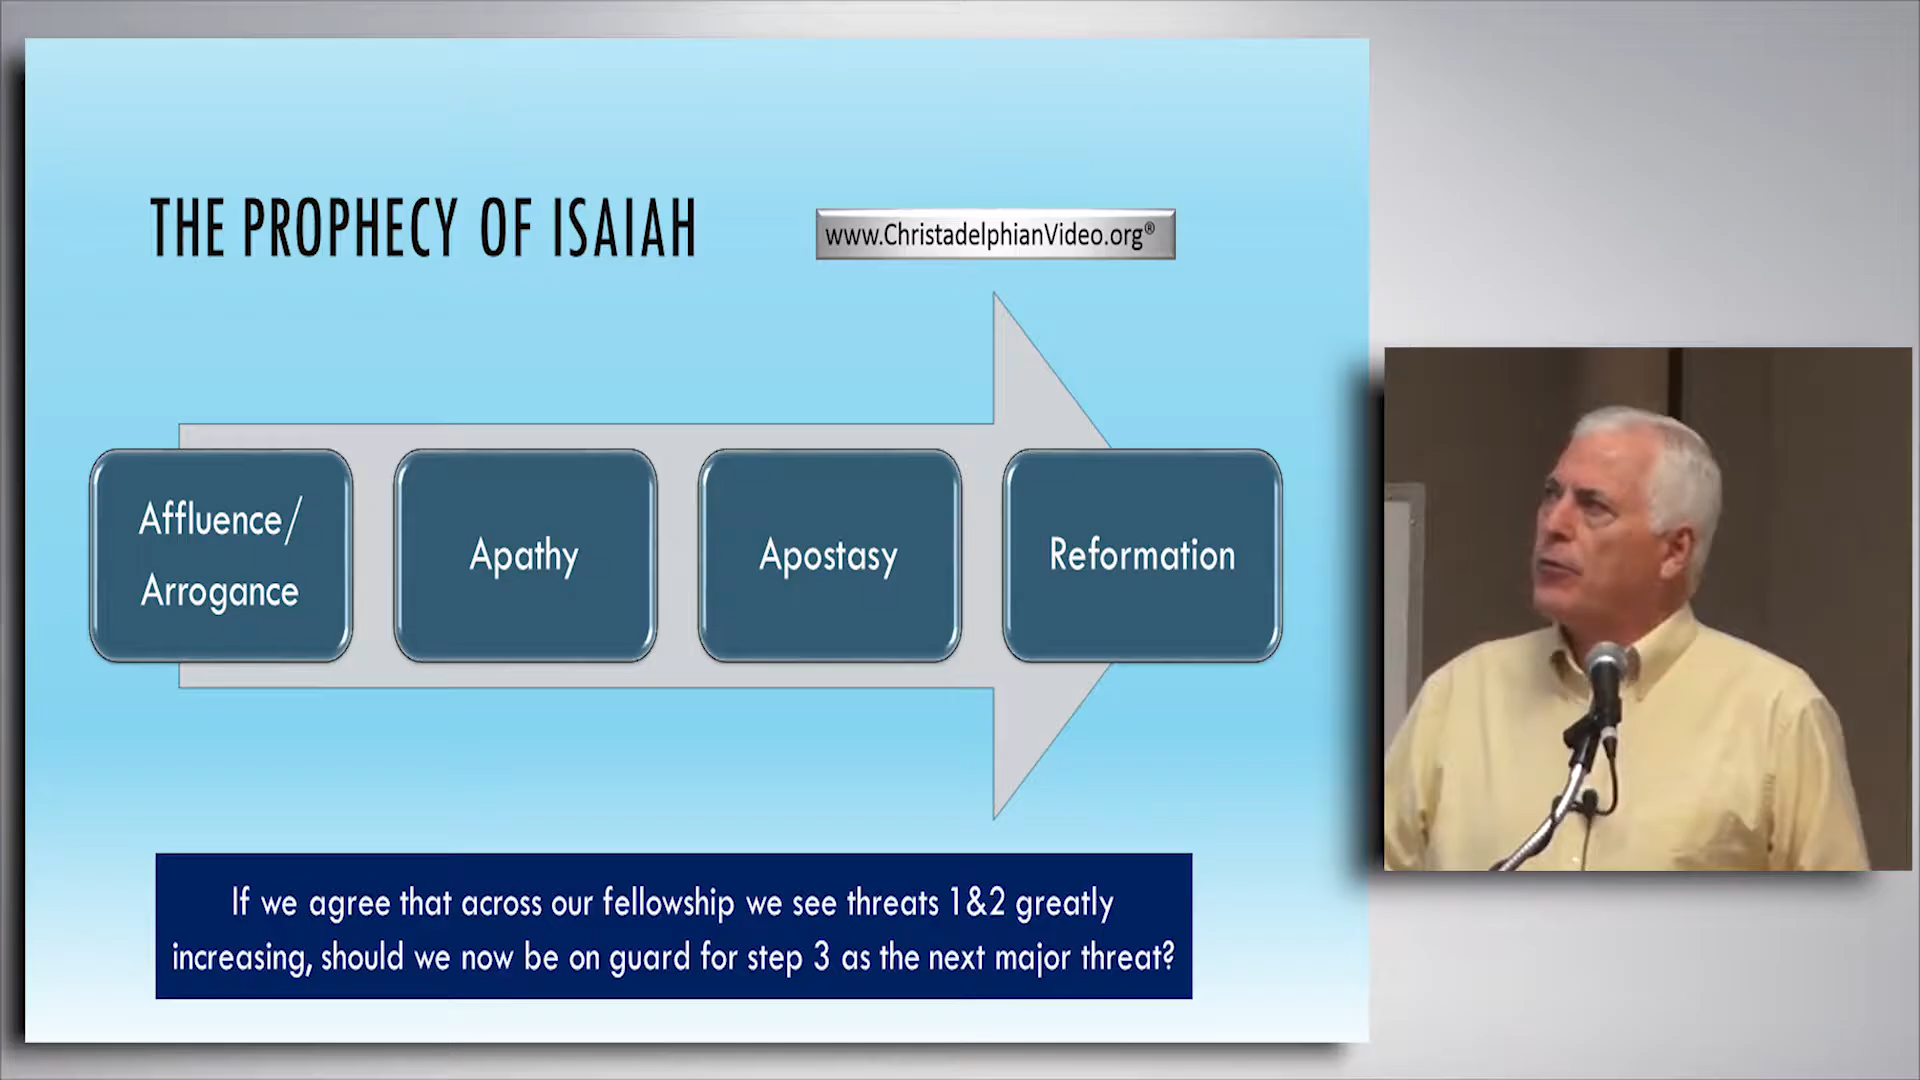 THE PROPHECY OF ISAIAH
www.ChristadelphianVideo.org®
Affluence/
Arrogance
Apathy
Apostasy
Reformation
If we agree that across our fellowship we see threats 1&2 greatly
increasing, should we now be on guard for step 3 as the next major threat?